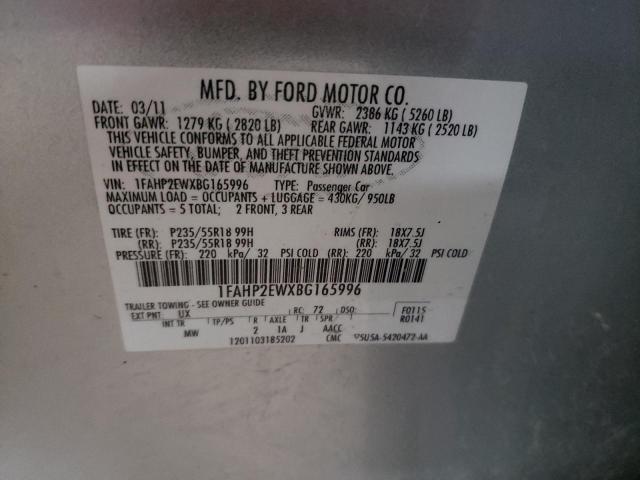 MFD. BY FORD MOTOR CO.
DATE: 03/11 GVWR: 2386 KG ( 5260 LB)
FRONT GAWR: 1279 KG ( 2820 LB) REAR GAWR: 1143 KG ( 2520 LB)
THIS VEHICLE CONFORMS TO ALL APPLICABLE FEDERAL MOTOR
VEHICLE SAFETY, BUMPER, AND THEFT PREVENTION STANDARDS
IN EFFECT ON THE DATE OF MANUFACTURE SHOWN ABOVE.
VIN: 1FAHP2EWXBG165996 TYPE: Passenger Car
MAXIMUM LOAD = OCCUPANTS + LUGGAGE = 430KG/ 950LB
OCCUPANTS = 5 TOTAL; 2 FRONT, 3 REAR
TIRE (FR): P235/55R18 99H RIMS (FR): 18X7.5J
(RR): P235/55R18 99H (RR): 18X7.5J
PRESSURE (FR): 220 kPa/ 32 PSI COLD (RR): 220 kPa/ 32 PSI COLD
1FAHP2EWXBG165996
TRAILER TOWING - SEE OWNER GUIDE
EXT PNT: UX RC: 72 DSO: F0115
INT TR TP/PS R AXLE TR SPR R0141
MW 2 1A J AACC
1201103185202 CMC 5U5A-5420472-AA